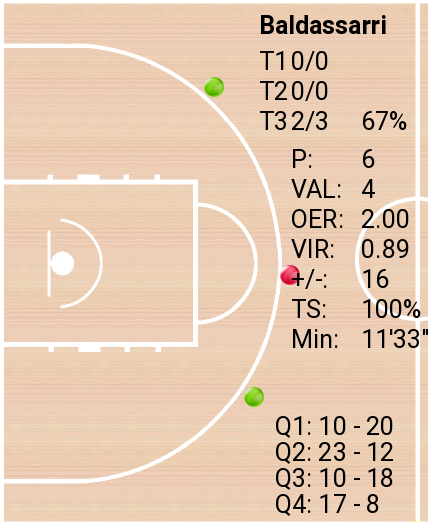 Baldassarri
T1 0/0
T2 0/0
T3 2/3 67%
P: 6
VAL: 4
OER: 2.00
VIR: 0.89
+/-: 16
TS: 100%
Min: 11'33"
Q1: 10 - 20
Q2: 23 - 12
Q3: 10 - 18
Q4: 17 - 8